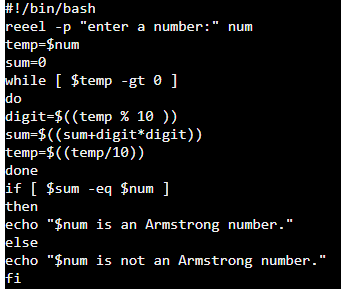 #!/bin/bash
reeel -p "enter a number:" num
temp=$num
sum=0
while [ $temp -gt 0 ]
do
digit=$((temp % 10 ))
sum=$((sum+digit*digit))
temp=$((temp/10))
done
if [ $sum -eq $num ]
then
echo "$num is an Armstrong number."
else
echo "$num is not an Armstrong number."
fi